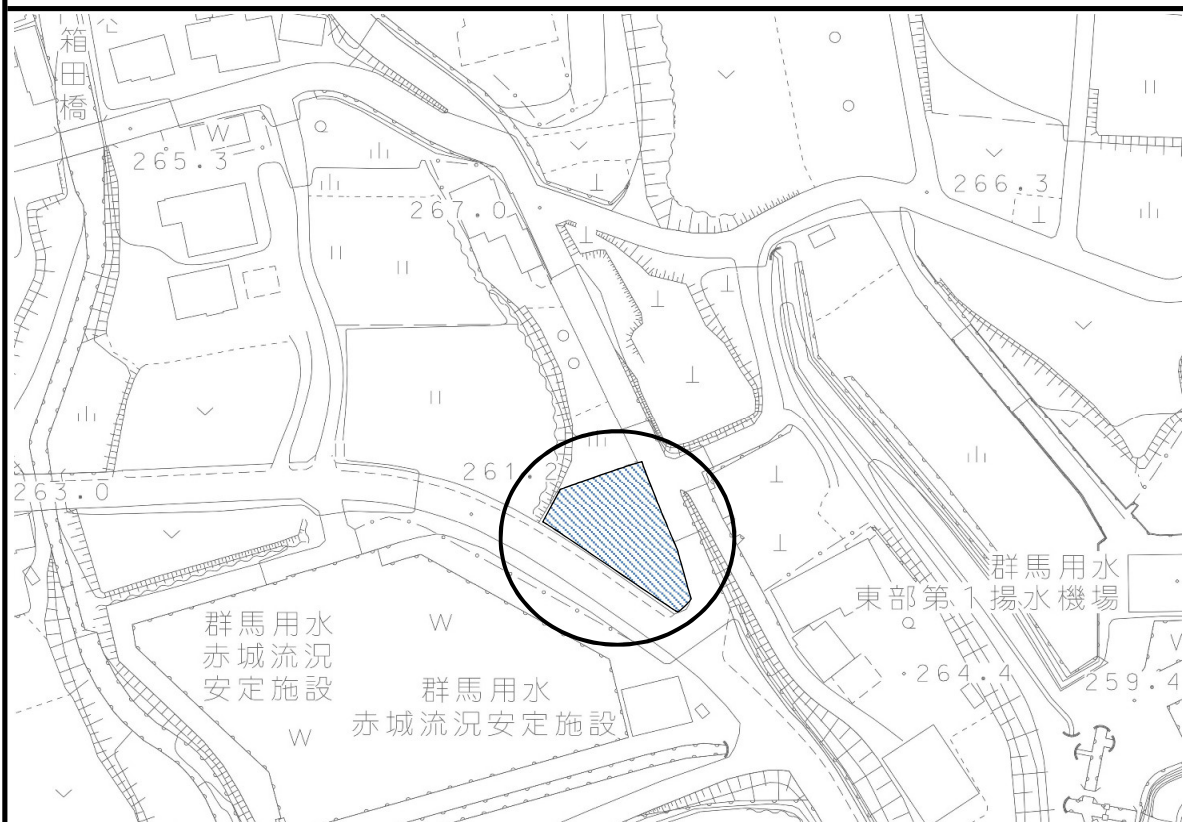 箱田橋
W
265.3
267.0
266.3
261.2
263.0
群馬用水
東部第1揚水機場
群馬用水
赤城流況
安定施設
W
群馬用水
赤城流況安定施設
W
264.4
259.4
W